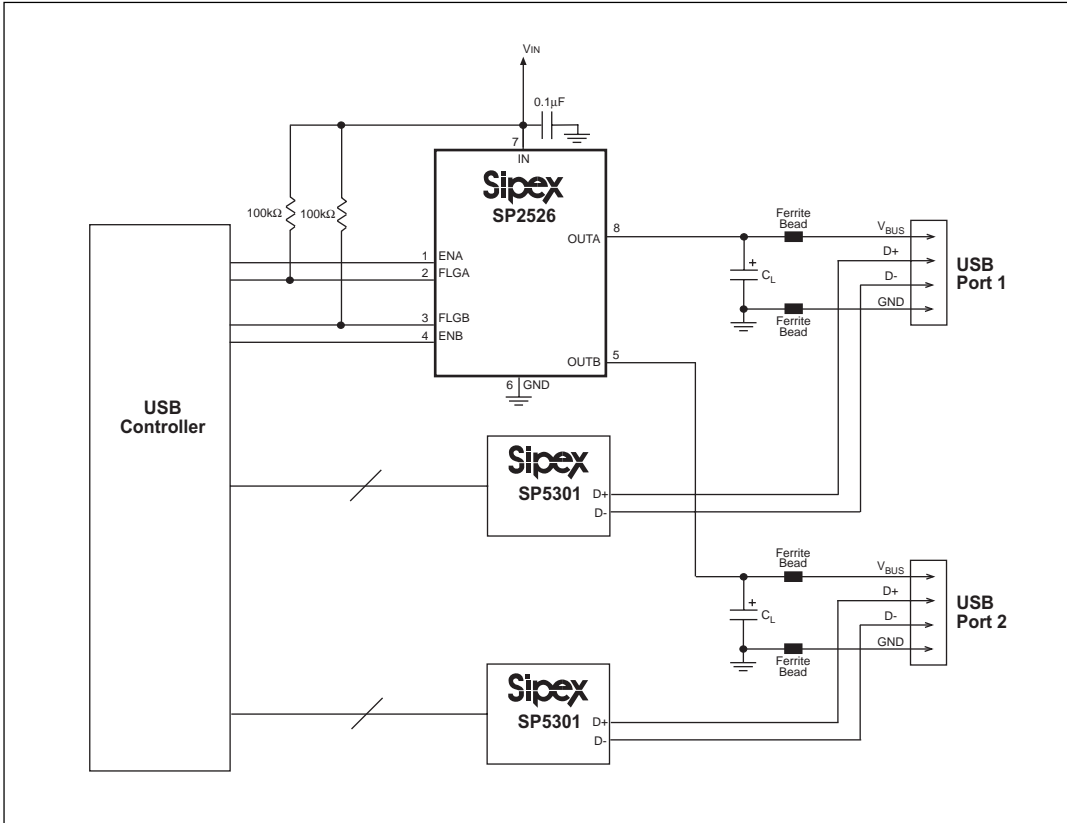 VIN
0.1µF
7
IN
Sipex
SP2526
100kΩ
100kΩ
OUTA
8
1
ENA
2
FLGA
3
FLGB
4
ENB
OUTB
5
6
GND
USB
Controller
Ferrite
Bead
VBUS
D+
D-
GND
+
CL
Ferrite
Bead
USB
Port 1
Sipex
SP5301
D+
D-
Ferrite
Bead
VBUS
D+
D-
GND
+
CL
Ferrite
Bead
USB
Port 2
Sipex
SP5301
D+
D-